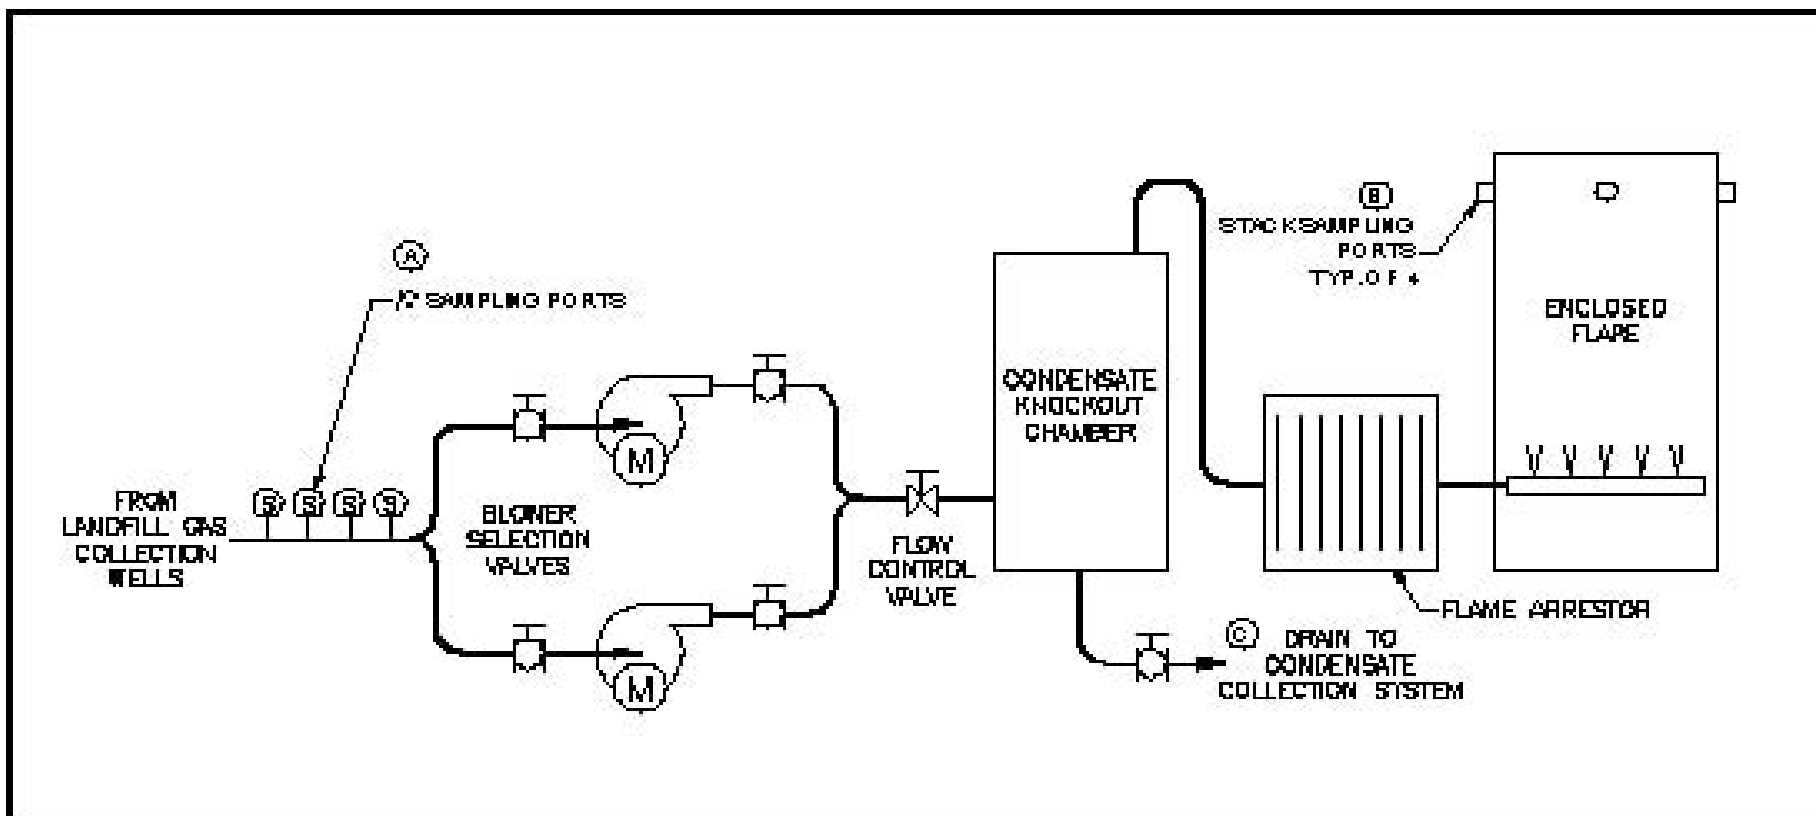 A
SAMPLING PORTS
FROM
LANDFILL GAS
COLLECTION
WELLS
S S S S
BLOWER
SELECTION
VALVES
M
M
FLOW
CONTROL
VALVE
CONDENSATE
KNOCKOUT
CHAMBER
B
STACK SAMPLING
PORTS
TYP. OF 4
ENCLOSED
FLARE
FLAME ARRESTOR
C
DRAIN TO
CONDENSATE
COLLECTION SYSTEM